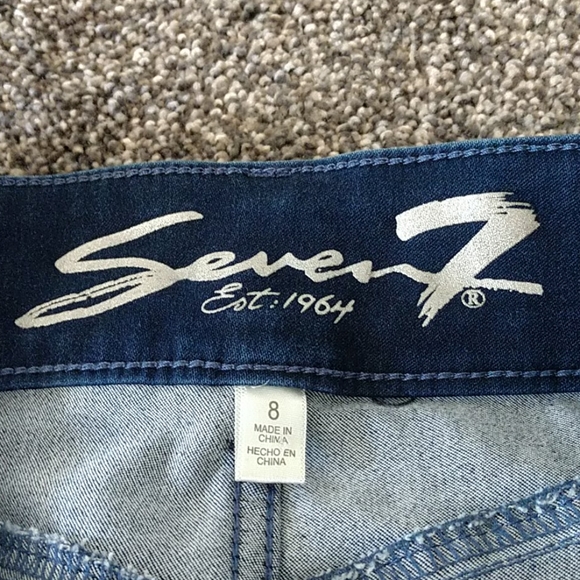 Seven7®
Est: 1964
8
MADE IN
CHINA
HECHO EN
CHINA